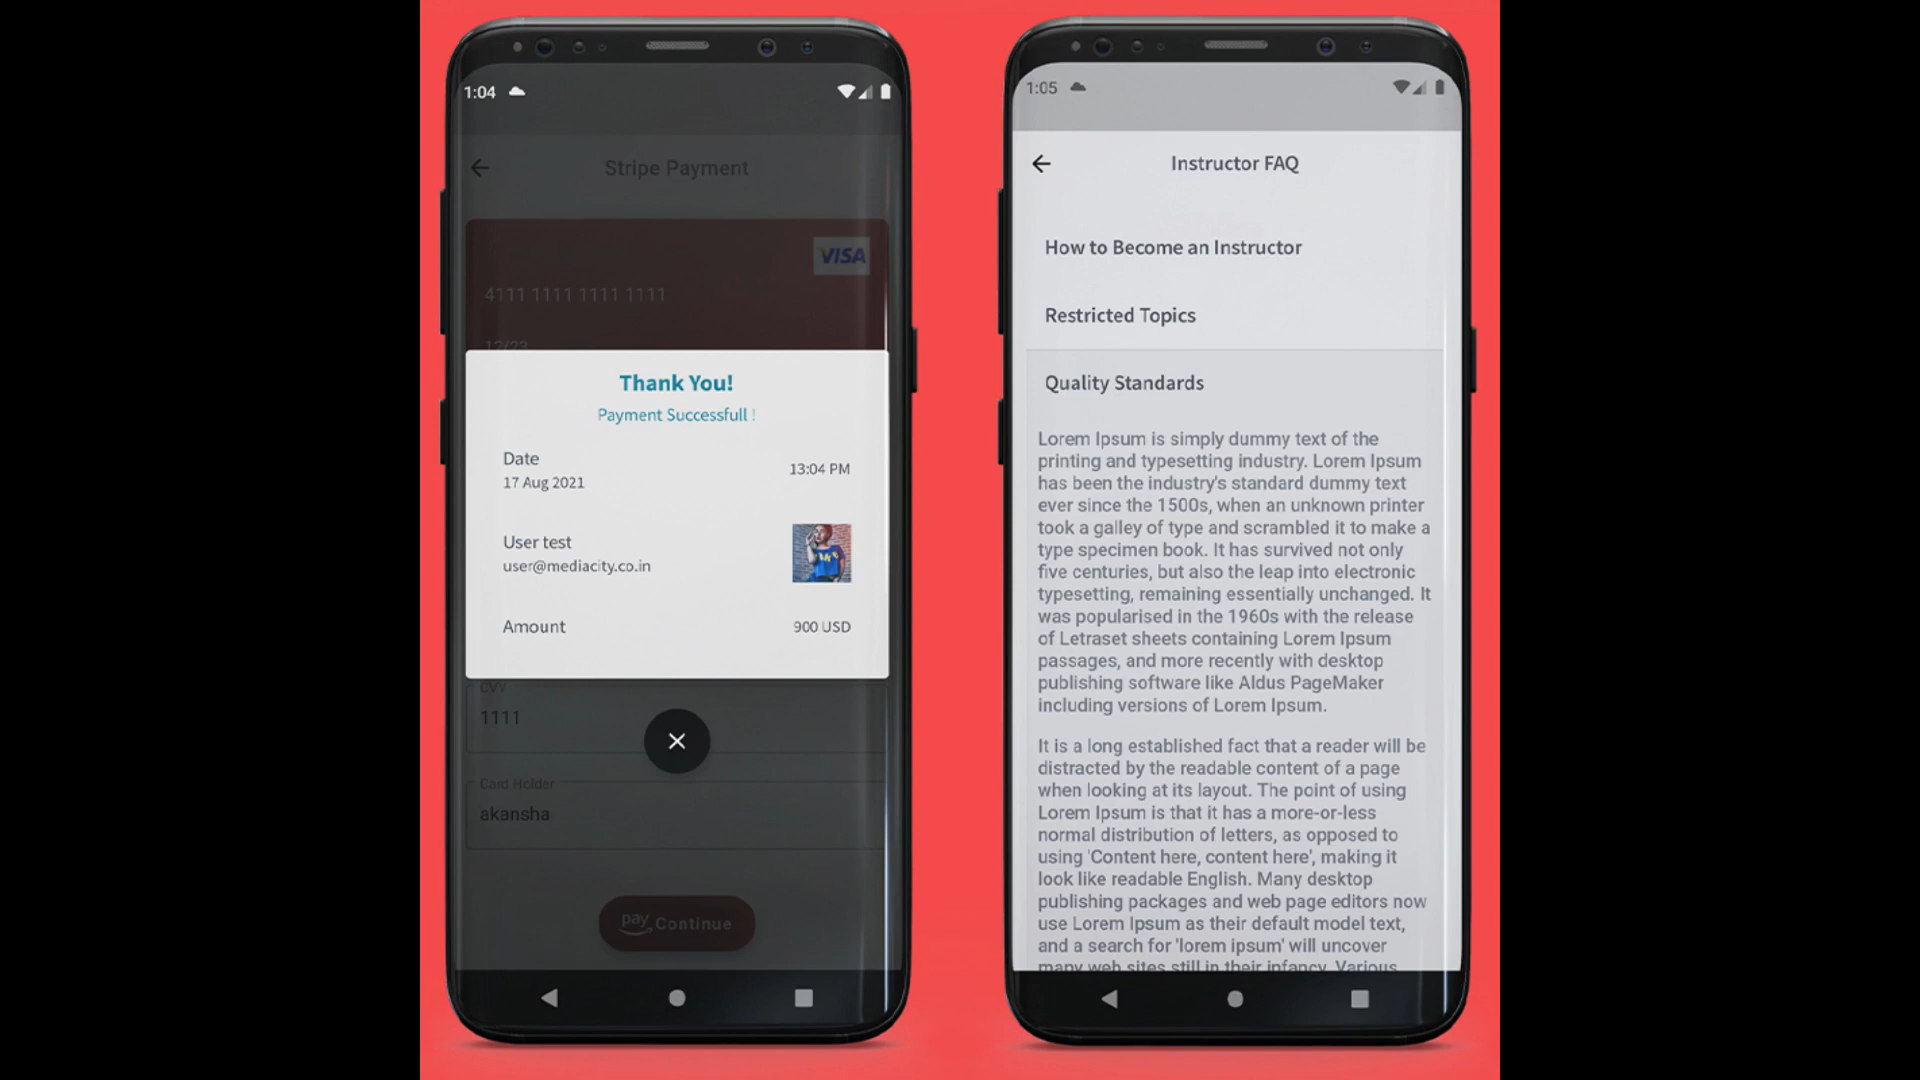 1:04
Stripe Payment
VISA
4111 1111 1111 1111
12/23
Thank You!
Payment Successfull !
Date
17 Aug 2021
13:04 PM
User test
user@mediacity.co.in
Amount
900 USD
CVV
1111
Card Holder
akansha
pay Continue
1:05
Instructor FAQ
How to Become an Instructor
Restricted Topics
Quality Standards
Lorem Ipsum is simply dummy text of the
printing and typesetting industry. Lorem Ipsum
has been the industry's standard dummy text
ever since the 1500s, when an unknown printer
took a galley of type and scrambled it to make a
type specimen book. It has survived not only
five centuries, but also the leap into electronic
typesetting, remaining essentially unchanged. It
was popularised in the 1960s with the release
of Letraset sheets containing Lorem Ipsum
passages, and more recently with desktop
publishing software like Aldus PageMaker
including versions of Lorem Ipsum.
It is a long established fact that a reader will be
distracted by the readable content of a page
when looking at its layout. The point of using
Lorem Ipsum is that it has a more-or-less
normal distribution of letters, as opposed to
using 'Content here, content here', making it
look like readable English. Many desktop
publishing packages and web page editors now
use Lorem Ipsum as their default model text,
and a search for 'lorem ipsum' will uncover
many web sites still in their infancy. Various